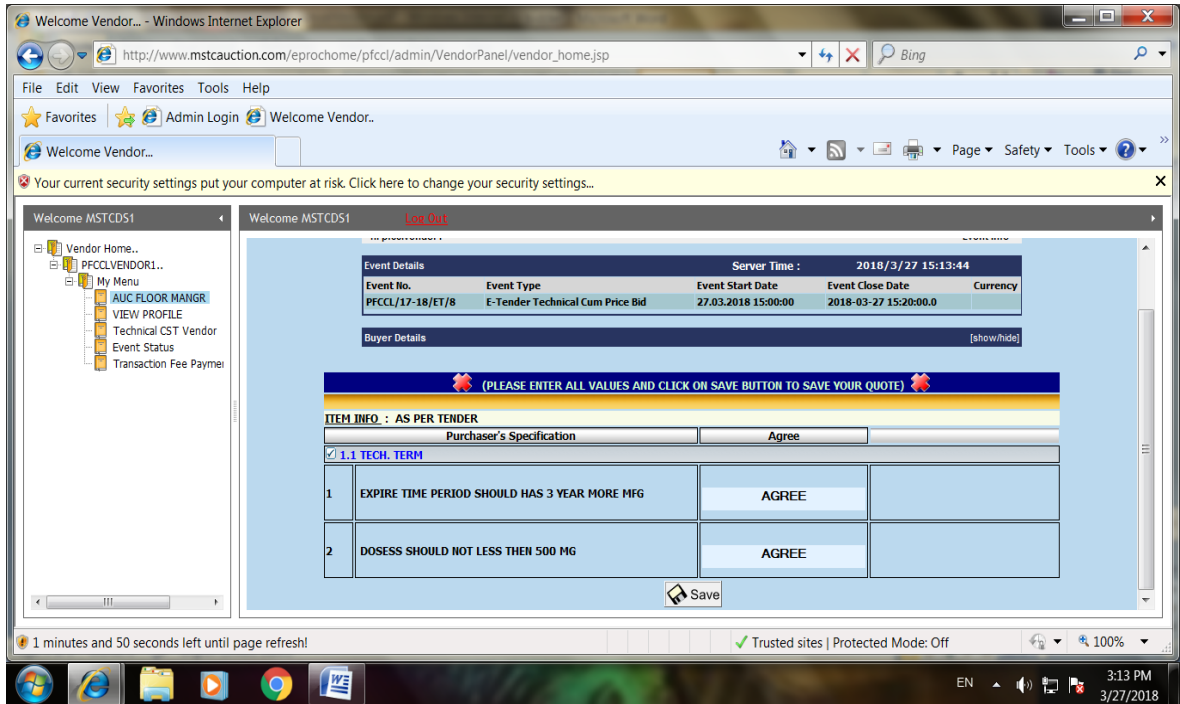 Welcome Vendor... - Windows Internet Explorer
http://www.mstcauction.com/eprochome/pfccl/admin/VendorPanel/vendor_home.jsp
Bing
File Edit View Favorites Tools Help
Favorites Admin Login Welcome Vendor..
Welcome Vendor...
Page Safety Tools
Your current security settings put your computer at risk. Click here to change your security settings...
Welcome MSTCDS1
Welcome MSTCDS1 Log Out
Vendor Home..
PFCCLVENDOR1..
My Menu
AUC FLOOR MANGR
VIEW PROFILE
Technical CST Vendor
Event Status
Transaction Fee Paymen
Event Details Server Time : 2018/3/27 15:13:44
Event No. Event Type Event Start Date Event Close Date Currency
PFCCL/17-18/ET/8 E-Tender Technical Cum Price Bid 27.03.2018 15:00:00 2018-03-27 15:20:00.0
Buyer Details [show/hide]
(PLEASE ENTER ALL VALUES AND CLICK ON SAVE BUTTON TO SAVE YOUR QUOTE)
ITEM INFO : AS PER TENDER
Purchaser's Specification Agree
1.1 TECH. TERM
1 EXPIRE TIME PERIOD SHOULD HAS 3 YEAR MORE MFG AGREE
2 DOSESS SHOULD NOT LESS THEN 500 MG AGREE
Save
1 minutes and 50 seconds left until page refresh!
Trusted sites | Protected Mode: Off
100%
EN
3:13 PM
3/27/2018